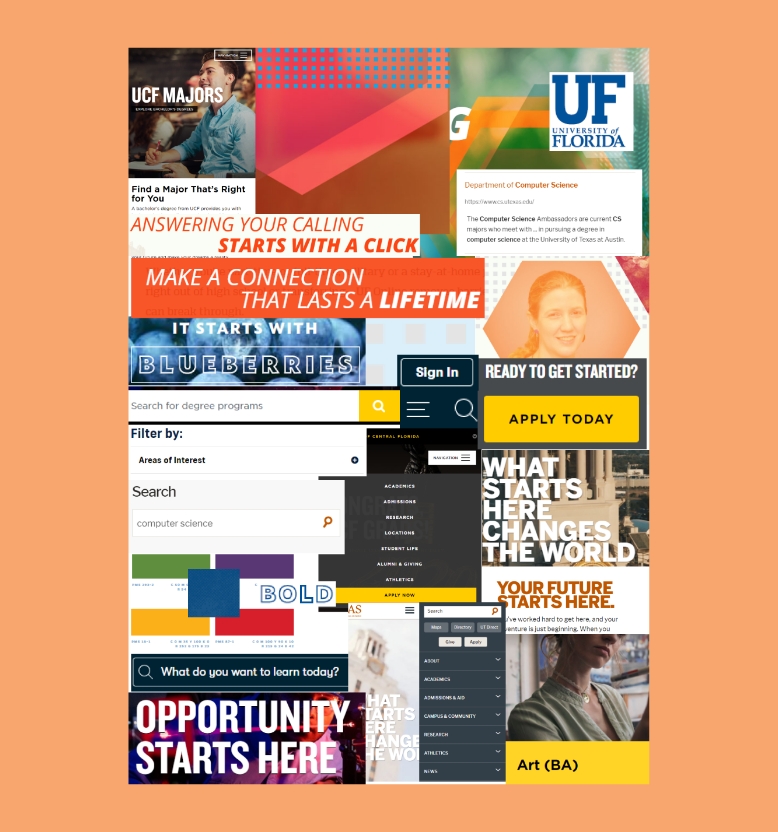 NAVIGATION
UCF MAJORS
EXPLORE BACHELOR'S DEGREES
Find a Major That's Right
for You
A bachelor's degree from UCF provides you with
G
UF
UNIVERSITY of
FLORIDA
Department of Computer Science
https://www.cs.utexas.edu/
The Computer Science Ambassadors are current CS
majors who meet with ... in pursuing a degree in
computer science at the University of Texas at Austin.
ANSWERING YOUR CALLING
STARTS WITH A CLICK
MAKE A CONNECTION
THAT LASTS A LIFETIME
IT STARTS WITH
BLUEBERRIES
Sign In
READY TO GET STARTED?
APPLY TODAY
Search for degree programs
Filter by:
Areas of Interest
F CENTRAL FLORIDA
NAVIGATION
ACADEMICS
ADMISSIONS
RESEARCH
LOCATIONS
STUDENT LIFE
ALUMNI & GIVING
ATHLETICS
APPLY NOW
Search
computer science
WHAT
STARTS
HERE
CHANGES
THE WORLD
YOUR FUTURE
STARTS HERE.
've worked hard to get here, and your
venture is just beginning. When you
BOLD
What do you want to learn today?
OPPORTUNITY
STARTS HERE
AS
HAT
TARTS
ERE
HANGE
HE WO
Search
Maps
Directory
UT Direct
Give
Apply
ABOUT
ACADEMICS
ADMISSIONS & AID
CAMPUS & COMMUNITY
RESEARCH
ATHLETICS
NEWS
Art (BA)